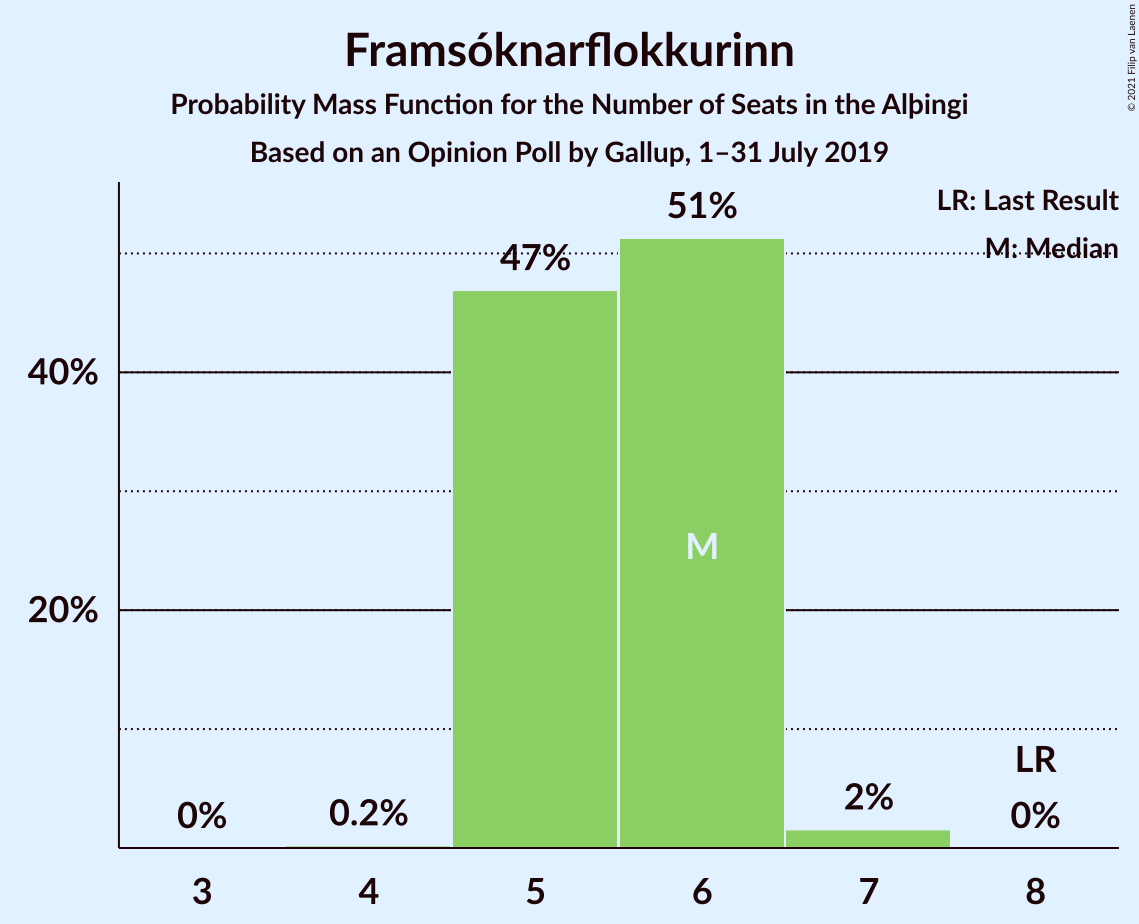 Framsóknarflokkurinn
Probability Mass Function for the Number of Seats in the Alþingi
Based on an Opinion Poll by Gallup, 1–31 July 2019
© 2021 Filip van Laenen
LR: Last Result
M: Median
51%
47%
40%
M
20%
LR
0%
0.2%
2%
0%
3
4
5
6
7
8